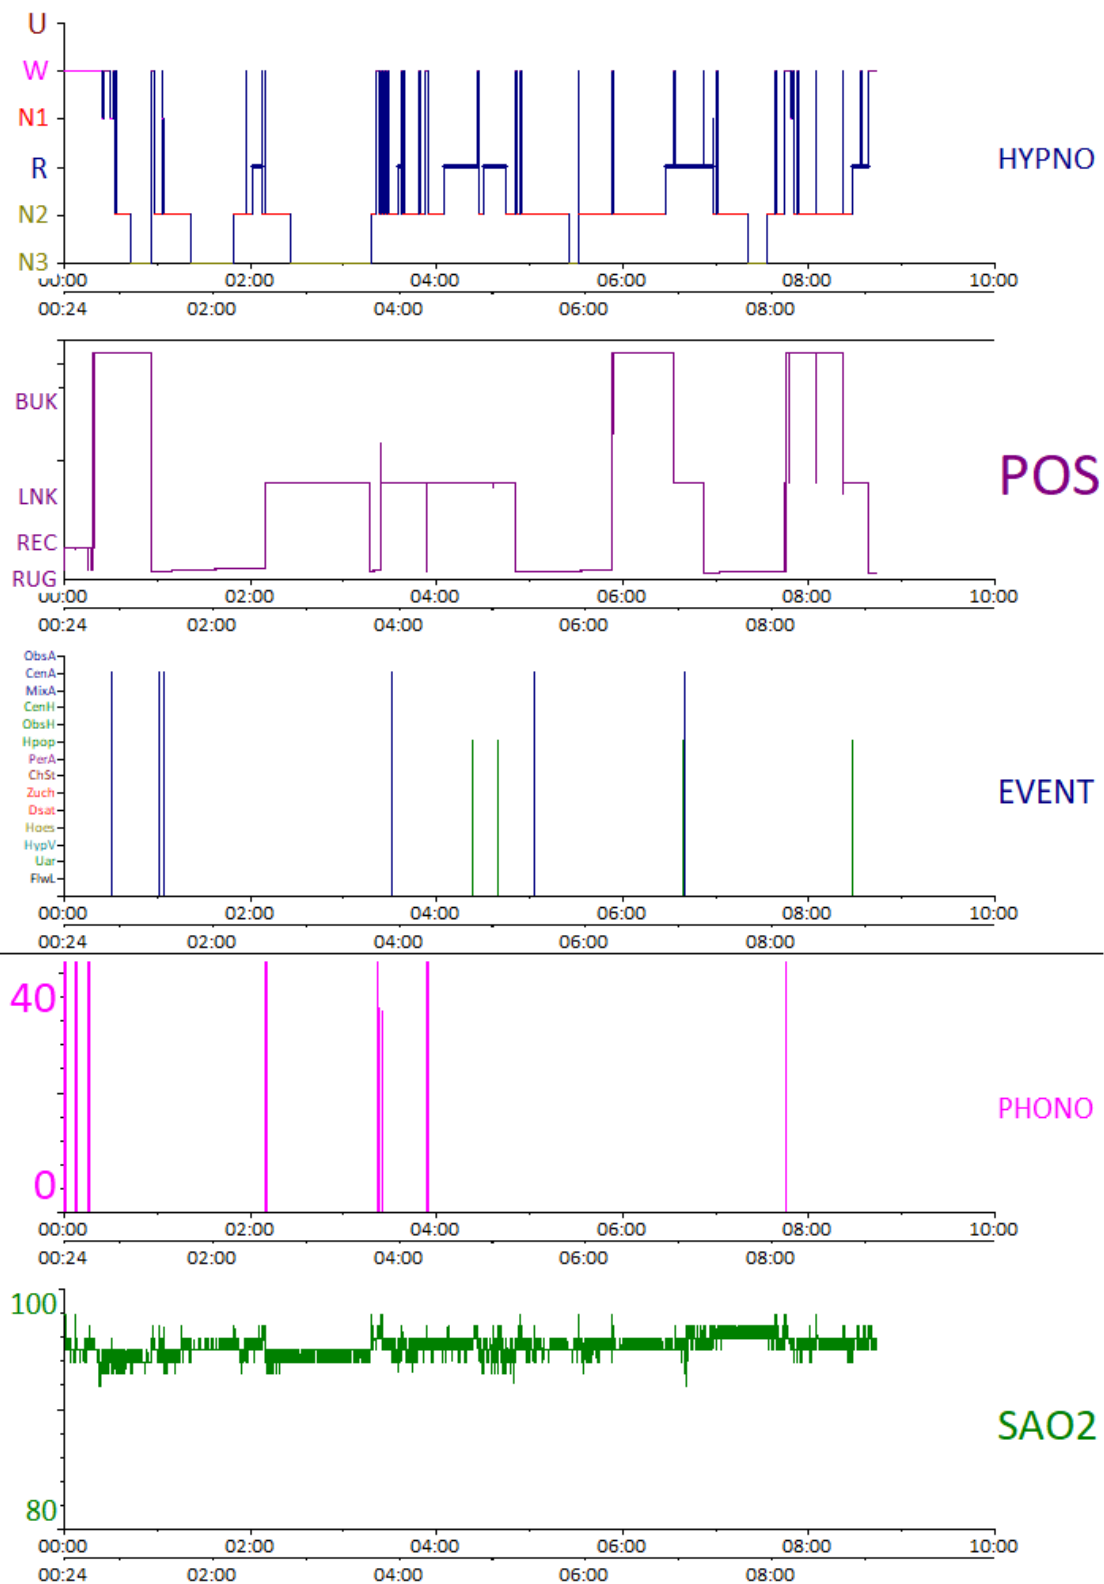 U
W
N1
R
N2
N3
HYPNO
00:00 02:00 04:00 06:00 08:00 10:00
00:24 02:00 04:00 06:00 08:00
BUK
LNK
REC
RUG
POS
00:00 02:00 04:00 06:00 08:00 10:00
00:24 02:00 04:00 06:00 08:00
ObsA
CenA
MixA
CenH
ObsH
Hpop
PerA
ChSt
Zuch
Dsat
Hoes
HypV
Uar
FlwL
EVENT
00:00 02:00 04:00 06:00 08:00 10:00
00:24 02:00 04:00 06:00 08:00
40
0
PHONO
00:00 02:00 04:00 06:00 08:00 10:00
00:24 02:00 04:00 06:00 08:00
100
80
SAO2
00:00 02:00 04:00 06:00 08:00 10:00
00:24 02:00 04:00 06:00 08:00